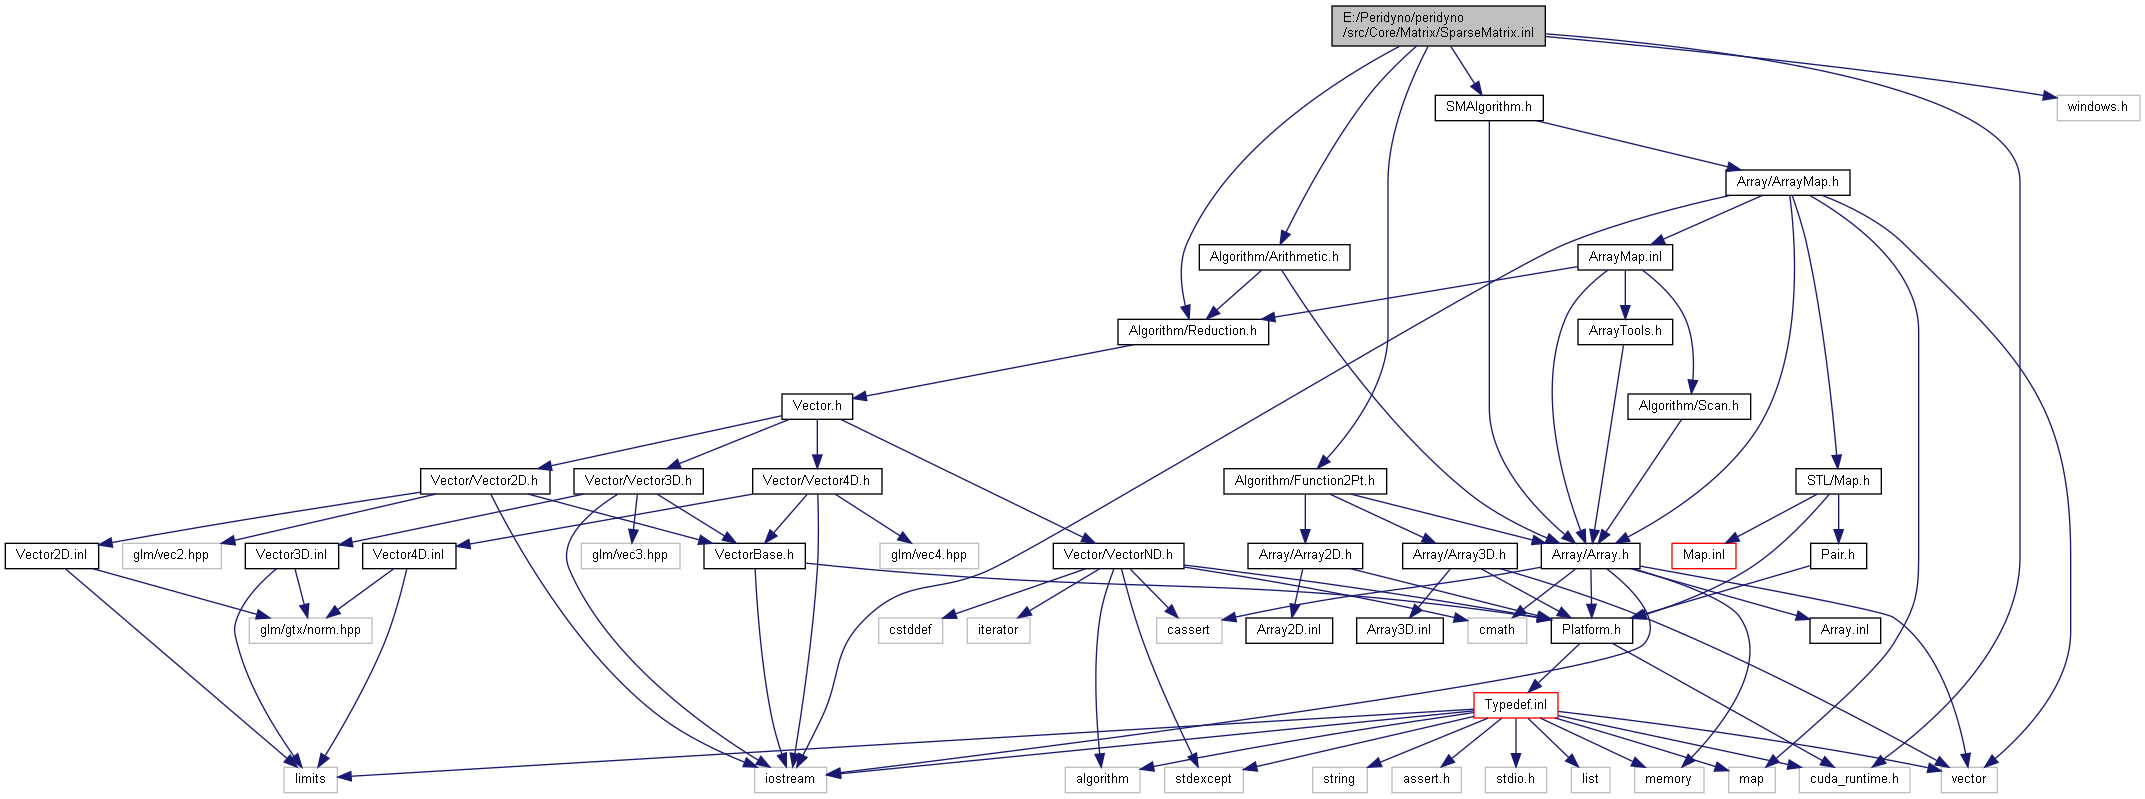 E:/Peridyno/peridyno
/src/Core/Matrix/SparseMatrix.inl
SMAlgorithm.h
windows.h
Array/ArrayMap.h
Algorithm/Arithmetic.h
ArrayMap.inl
Algorithm/Reduction.h
ArrayTools.h
Vector.h
Algorithm/Scan.h
Vector/Vector2D.h
Vector/Vector3D.h
Vector/Vector4D.h
Algorithm/Function2Pt.h
STL/Map.h
Vector2D.inl
glm/vec2.hpp
Vector3D.inl
Vector4D.inl
glm/vec3.hpp
VectorBase.h
glm/vec4.hpp
Vector/VectorND.h
Array/Array2D.h
Array/Array3D.h
Array/Array.h
Map.inl
Pair.h
glm/gtx/norm.hpp
cstddef
iterator
cassert
Array2D.inl
Array3D.inl
cmath
Platform.h
Array.inl
Typedef.inl
limits
iostream
algorithm
stdexcept
string
assert.h
stdio.h
list
memory
map
cuda_runtime.h
vector